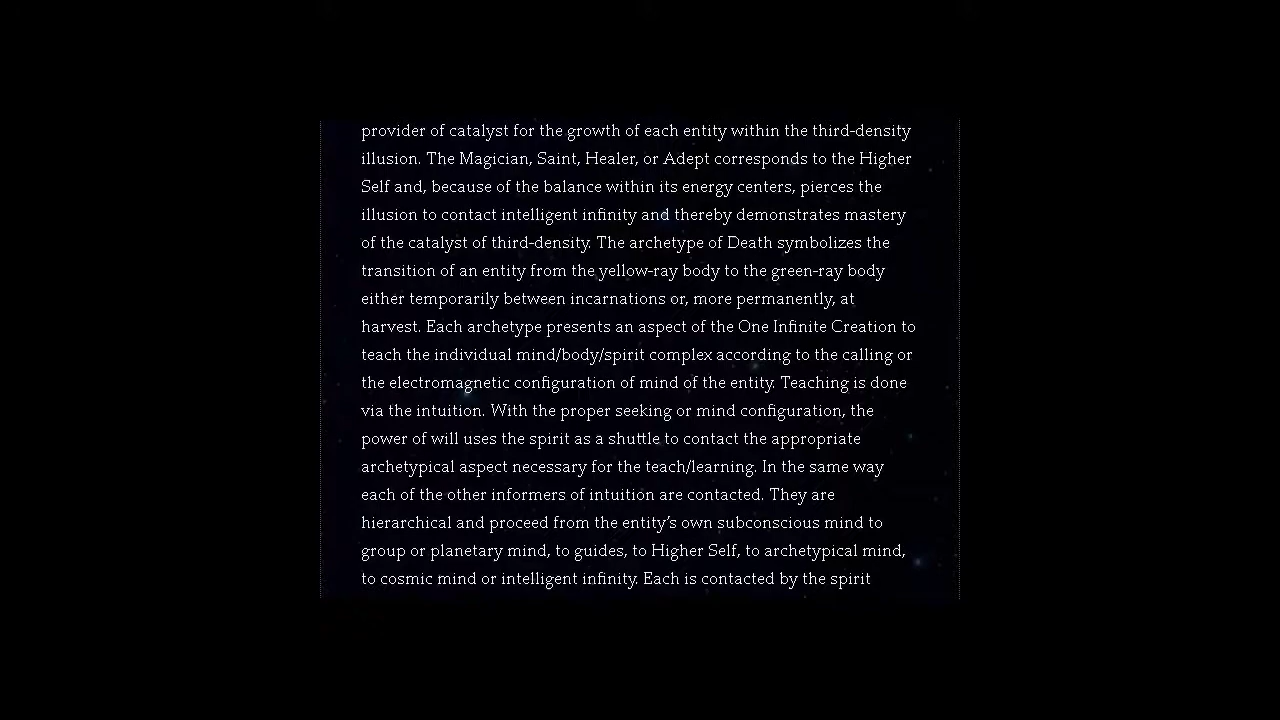 provider of catalyst for the growth of each entity within the third-density
illusion. The Magician, Saint, Healer, or Adept corresponds to the Higher
Self and, because of the balance within its energy centers, pierces the
illusion to contact intelligent infinity and thereby demonstrates mastery
of the catalyst of third-density. The archetype of Death symbolizes the
transition of an entity from the yellow-ray body to the green-ray body
either temporarily between incarnations or, more permanently, at
harvest. Each archetype presents an aspect of the One Infinite Creation to
teach the individual mind/body/spirit complex according to the calling or
the electromagnetic configuration of mind of the entity. Teaching is done
via the intuition. With the proper seeking or mind configuration, the
power of will uses the spirit as a shuttle to contact the appropriate
archetypical aspect necessary for the teach/learning. In the same way
each of the other informers of intuition are contacted. They are
hierarchical and proceed from the entity’s own subconscious mind to
group or planetary mind, to guides, to Higher Self, to archetypical mind,
to cosmic mind or intelligent infinity. Each is contacted by the spirit